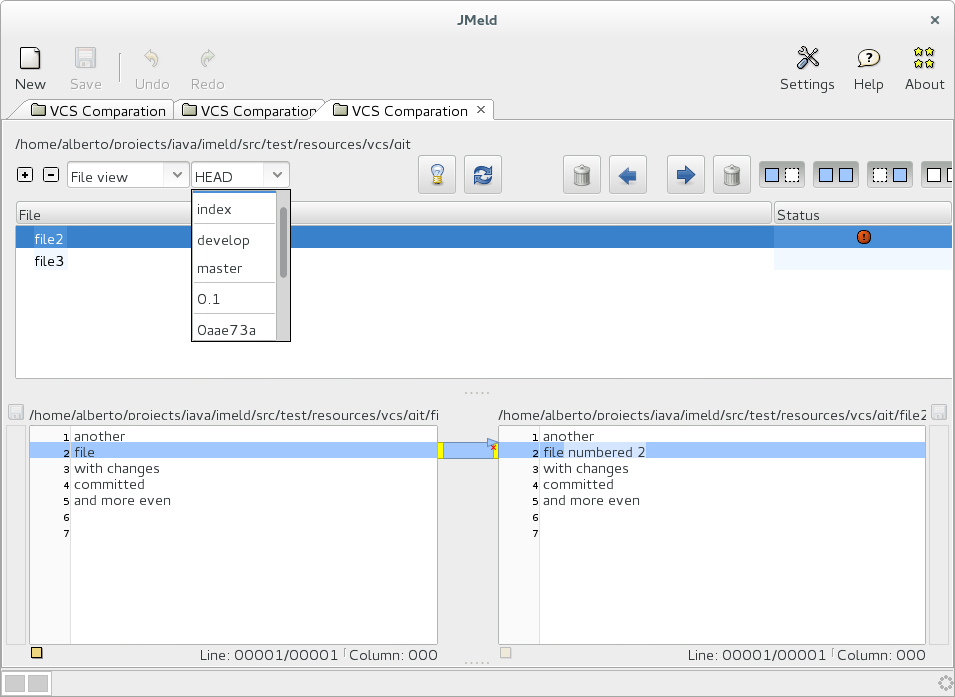 JMeld
New Save Undo Redo Settings Help About
VCS Comparation VCS Comparation VCS Comparation
/home/alberto/projects/java/jmeld/src/test/resources/vcs/git
File view HEAD
index
develop
master
0.1
0aae73a
File Status
file2
file3
/home/alberto/projects/java/jmeld/src/test/resources/vcs/git/fi
/home/alberto/projects/java/jmeld/src/test/resources/vcs/git/file2
1 another
2 file
3 with changes
4 committed
5 and more even
6
7
1 another
2 file numbered 2
3 with changes
4 committed
5 and more even
6
7
Line: 00001/00001 Column: 000
Line: 00001/00001 Column: 000